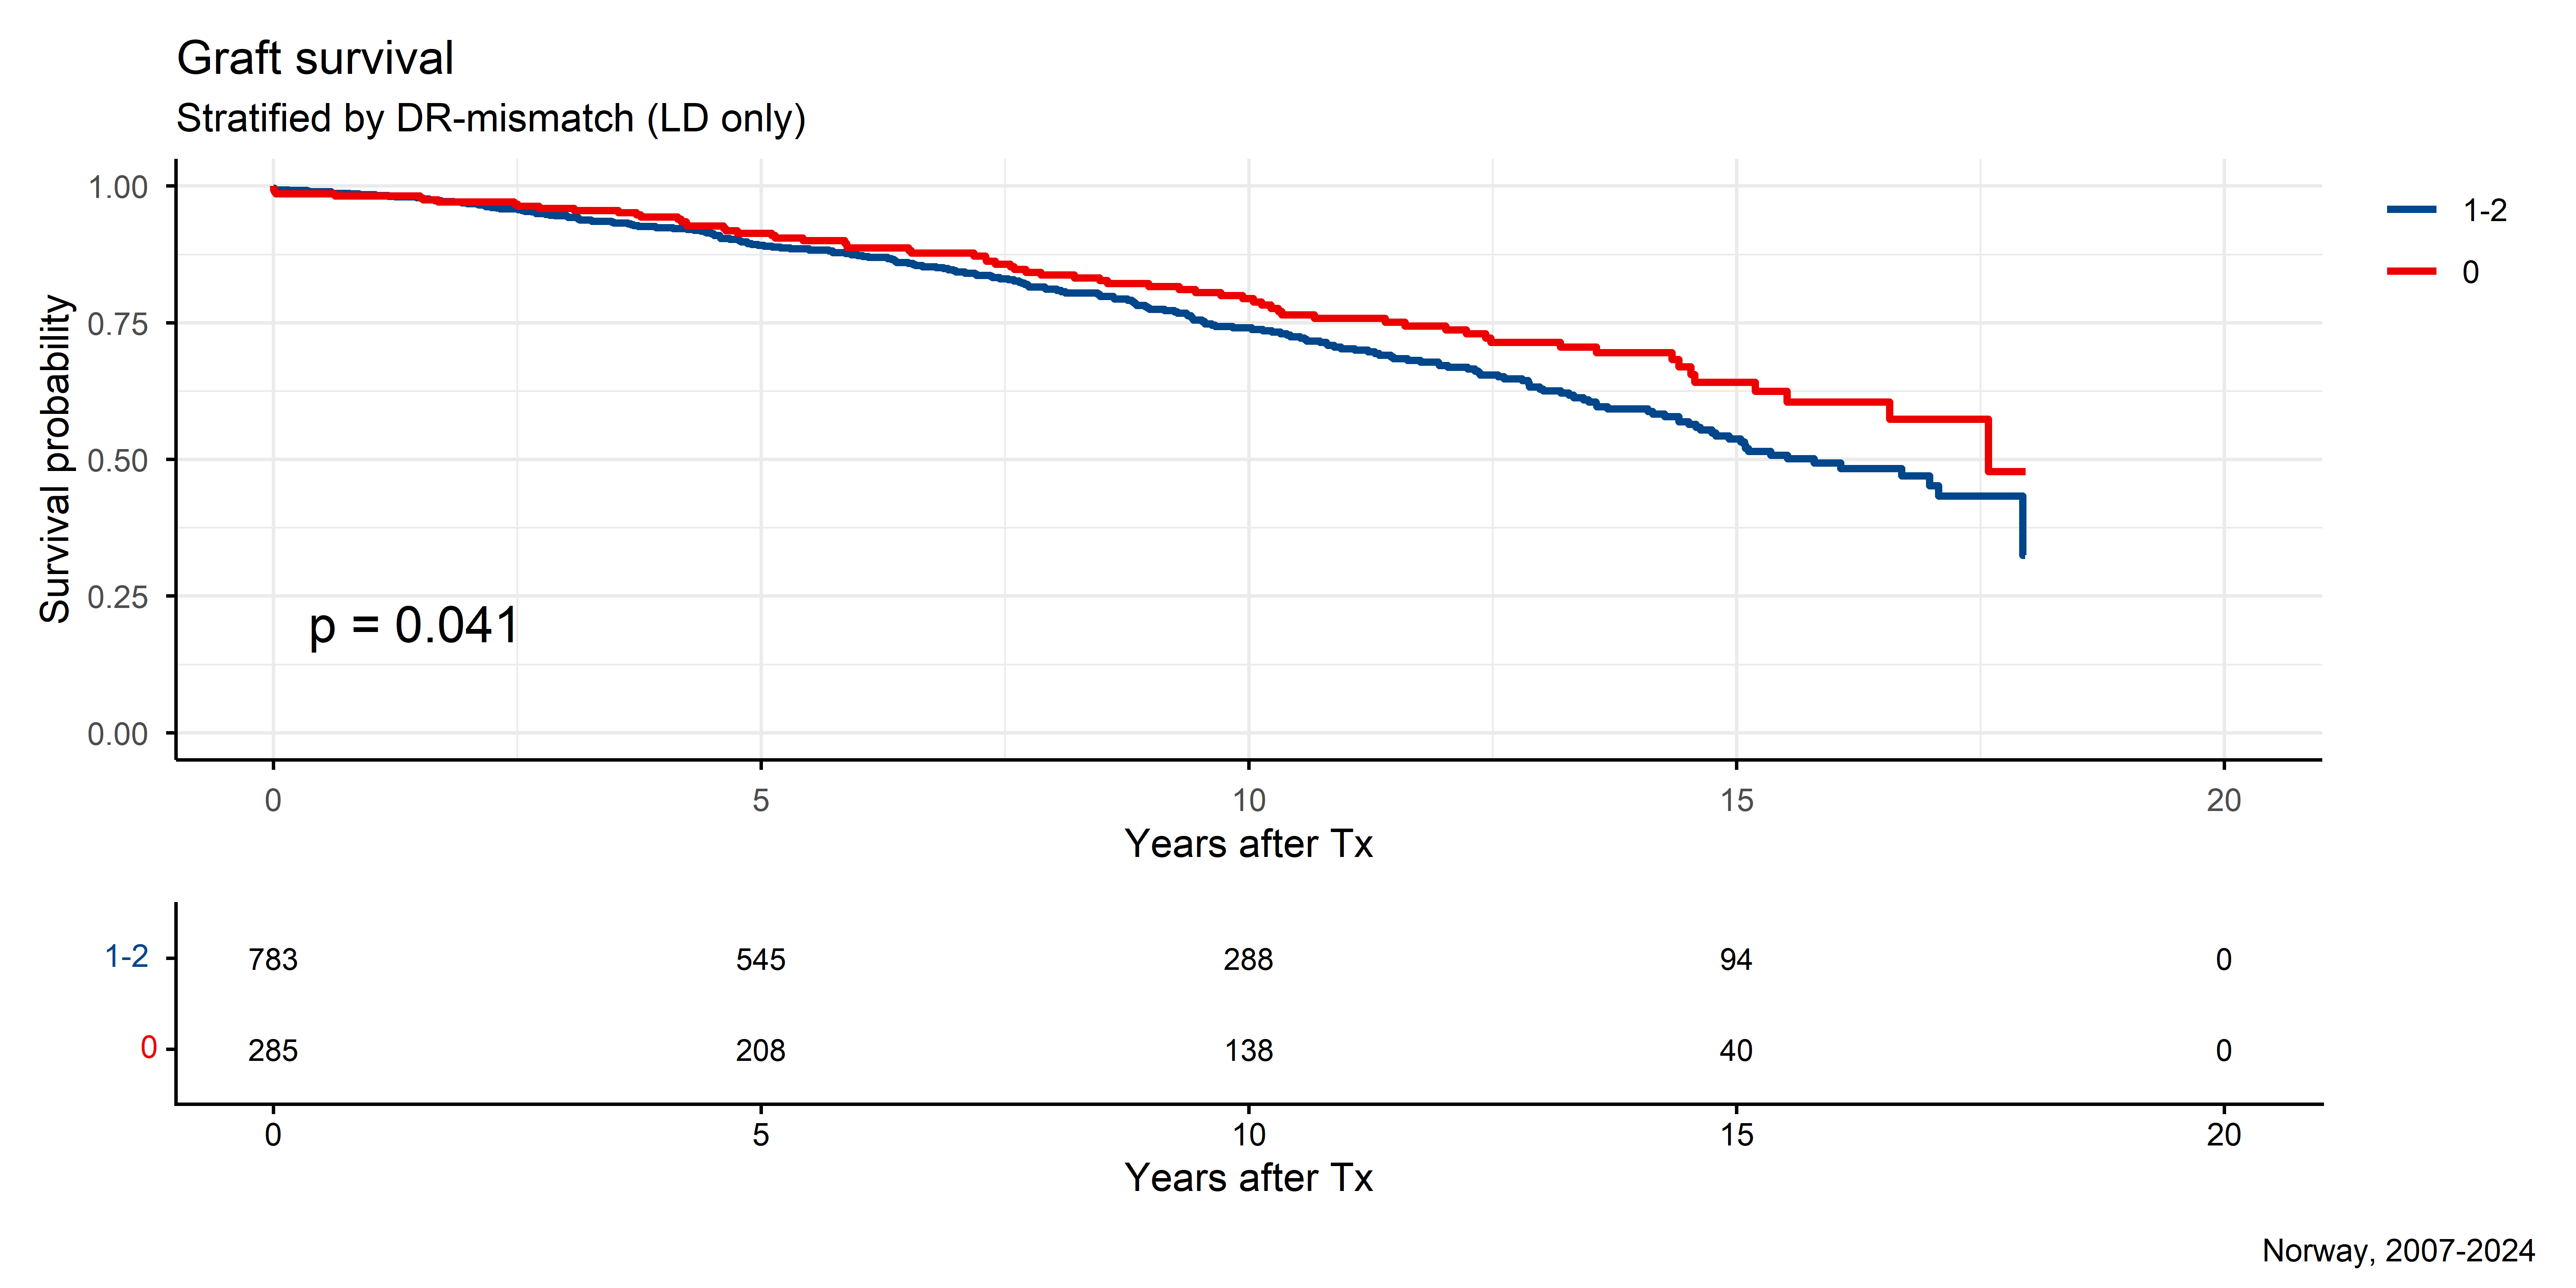 Graft survival
Stratified by DR-mismatch (LD only)
1.00
0.75
0.50
0.25
0.00
Survival probability
p = 0.041
1-2
0
0 5 10 15 20
Years after Tx
1-2 783 545 288 94 0
0 285 208 138 40 0
0 5 10 15 20
Years after Tx
Norway, 2007-2024